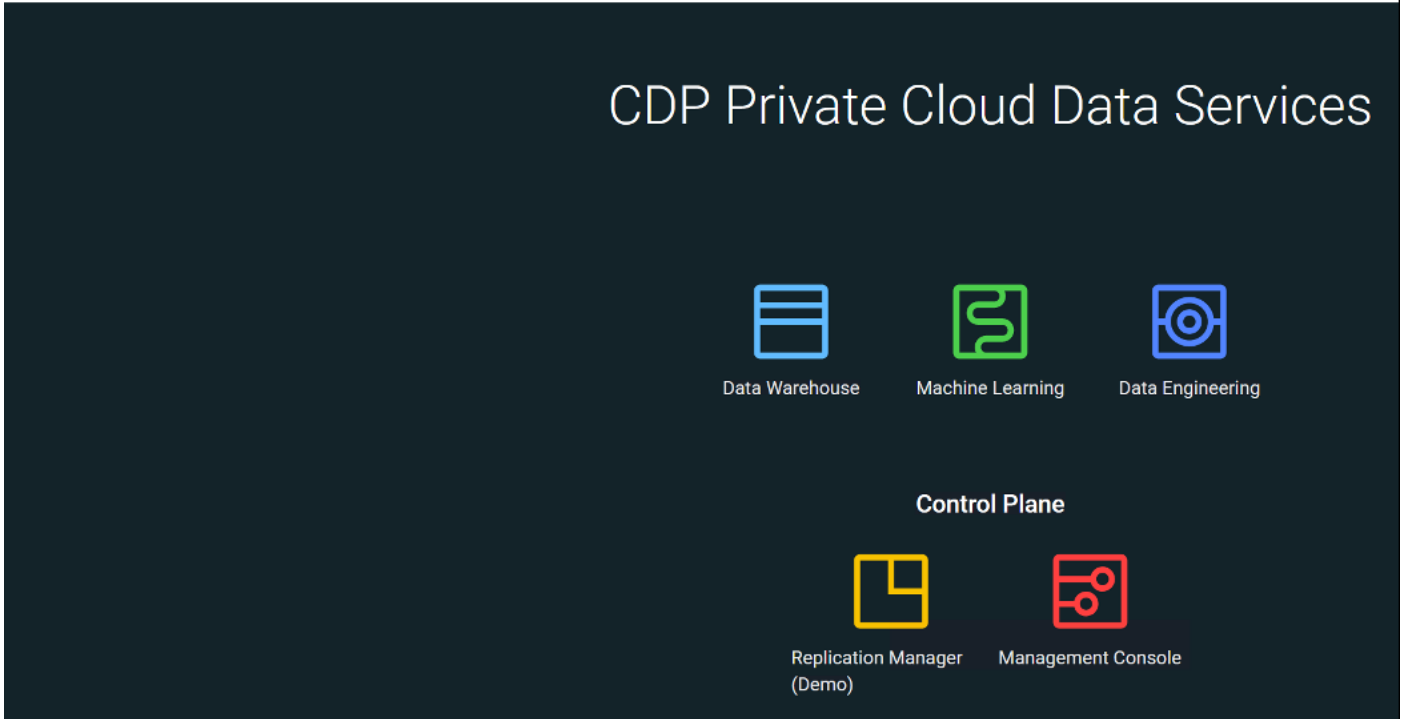 CDP Private Cloud Data Services
Data Warehouse
Machine Learning
Data Engineering
Control Plane
Replication Manager
(Demo)
Management Console